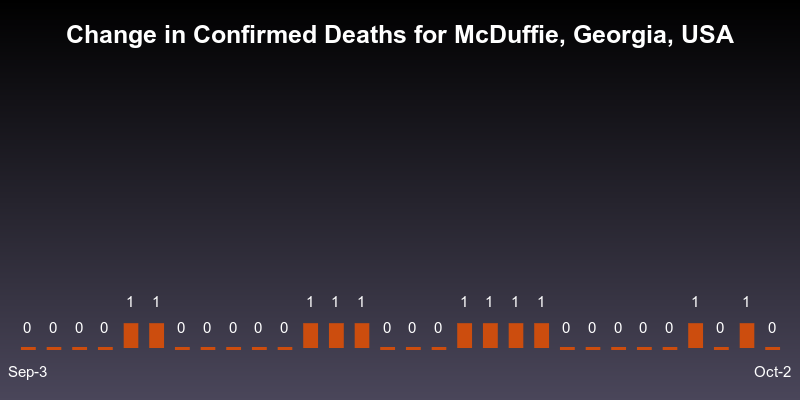 Change in Confirmed Deaths for McDuffie, Georgia, USA
0 0 0 0 1 1 0 0 0 0 0 1 1 1 0 0 0 1 1 1 1 0 0 0 0 0 1 0 1 0
Sep-3 Oct-2